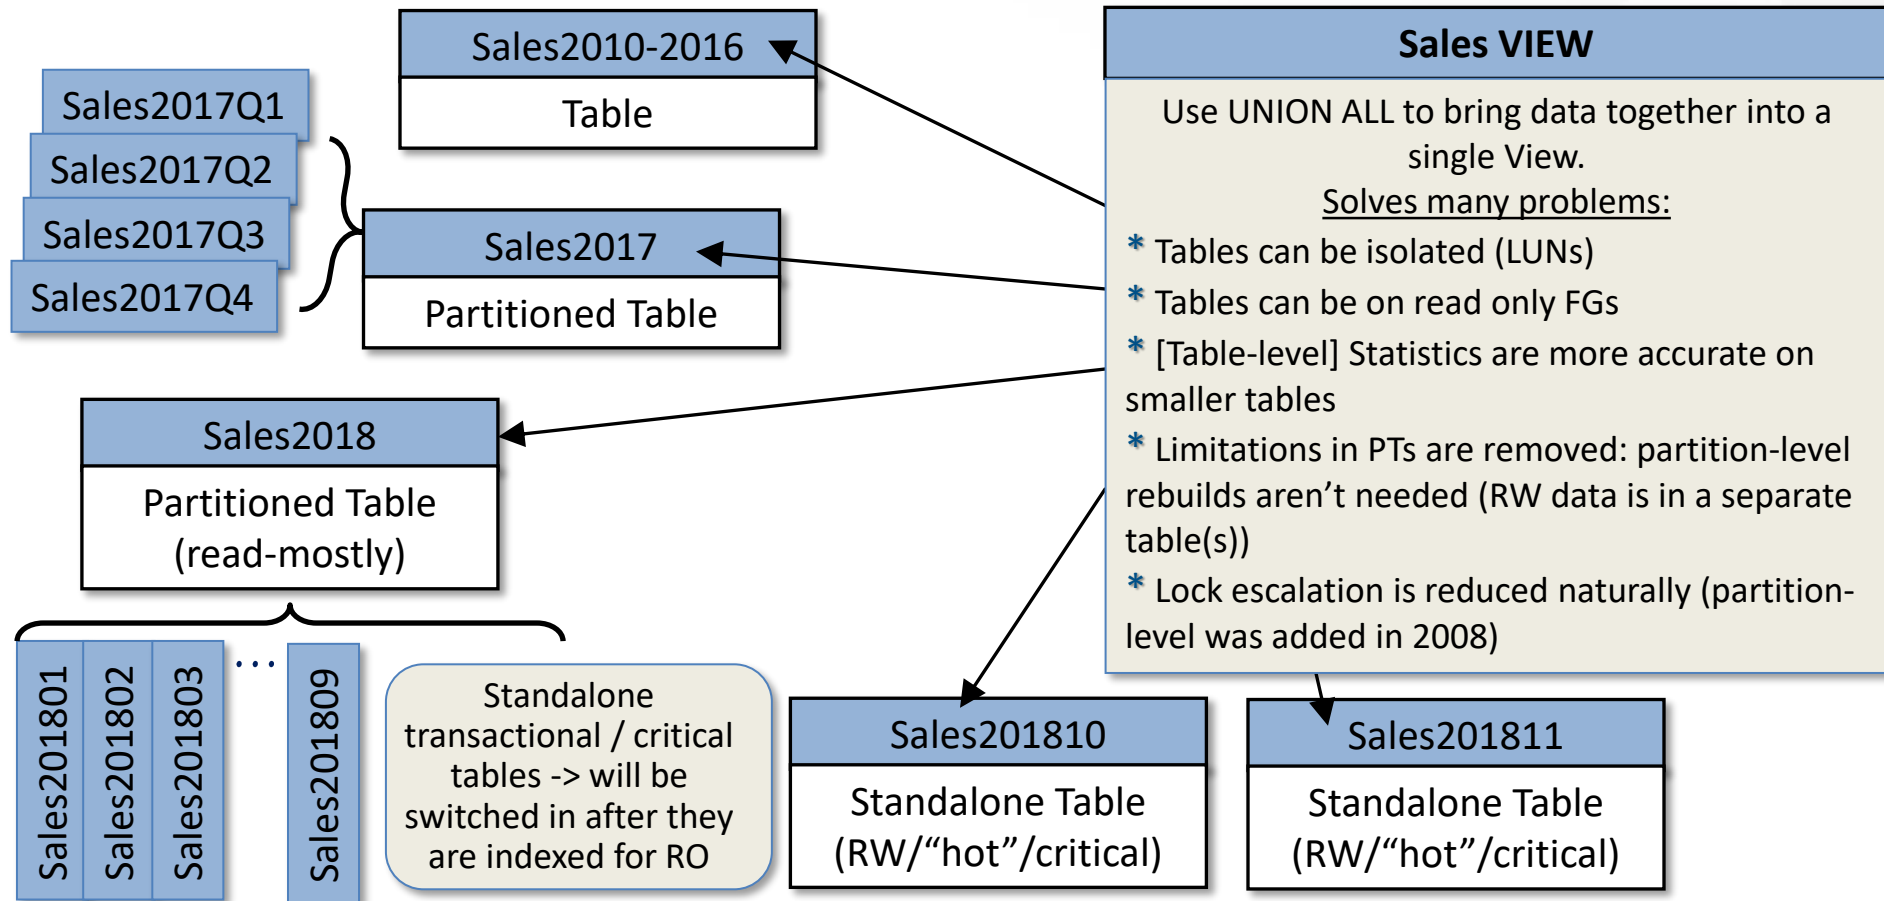 Sales2010-2016
Table
Sales2017Q1
Sales2017Q2
Sales2017Q3
Sales2017Q4
Sales2017
Partitioned Table
Sales2018
Partitioned Table
(read-mostly)
Sales201801
Sales201802
Sales201803
...
Sales201809
Standalone
transactional / critical
tables -> will be
switched in after they
are indexed for RO
Sales201810
Standalone Table
(RW/“hot”/critical)
Sales201811
Standalone Table
(RW/“hot”/critical)
Sales VIEW
Use UNION ALL to bring data together into a
single View.
Solves many problems:
* Tables can be isolated (LUNs)
* Tables can be on read only FGs
* [Table-level] Statistics are more accurate on
smaller tables
* Limitations in PTs are removed: partition-level
rebuilds aren’t needed (RW data is in a separate
table(s))
* Lock escalation is reduced naturally (partition-
level was added in 2008)